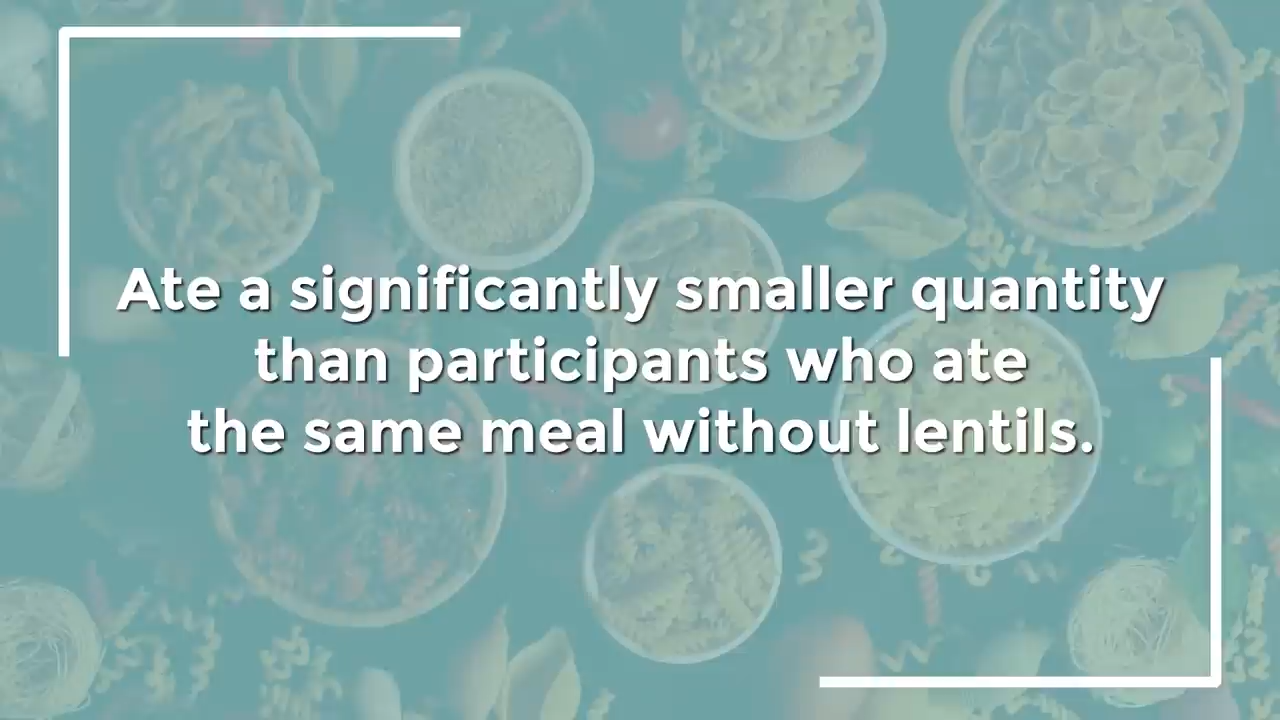 Ate a significantly smaller quantity
than participants who ate
the same meal without lentils.